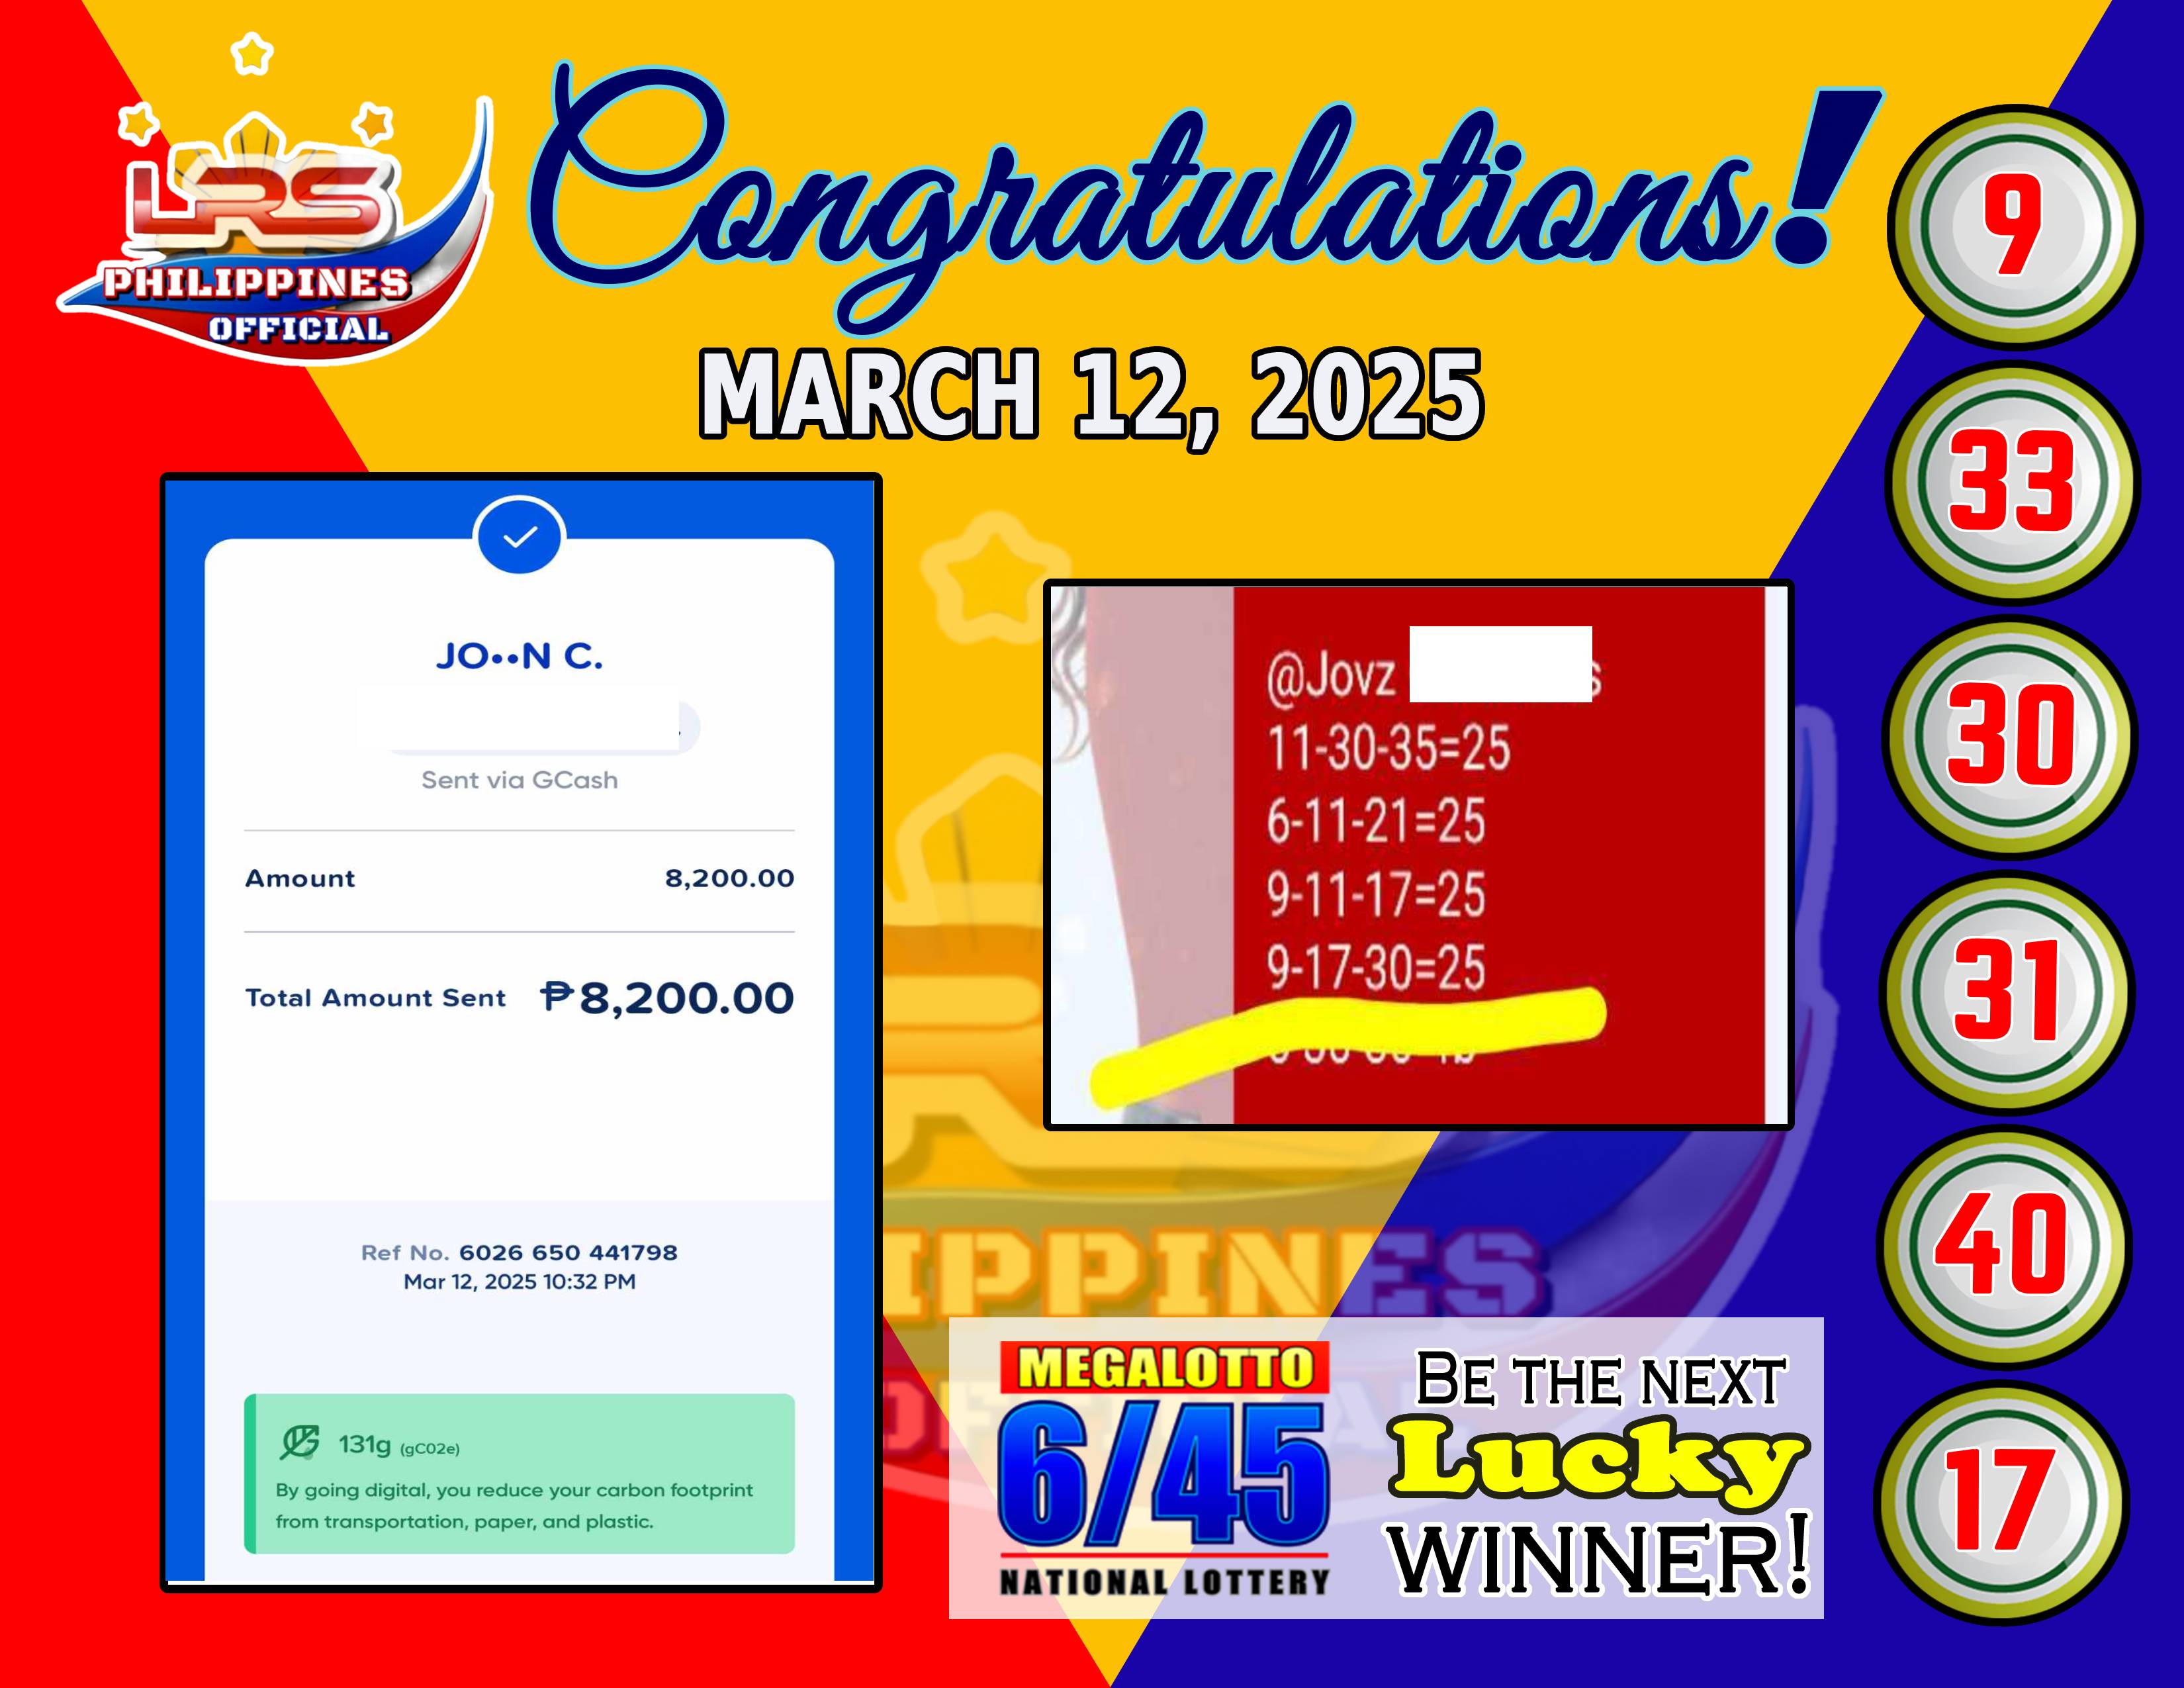 LRS
PHILIPPINES
OFFICIAL
Congratulations!
MARCH 12, 2025
JO••N C.
Sent via GCash
Amount 8,200.00
Total Amount Sent ₱8,200.00
Ref No. 6026 650 441798
Mar 12, 2025 10:32 PM
131g (gCO2e)
By going digital, you reduce your carbon footprint
from transportation, paper, and plastic.
@Jovz
11-30-35=25
6-11-21=25
9-11-17=25
9-17-30=25
MEGALOTTO
6/45
NATIONAL LOTTERY
BE THE NEXT
Lucky
WINNER!
9
33
30
31
40
17